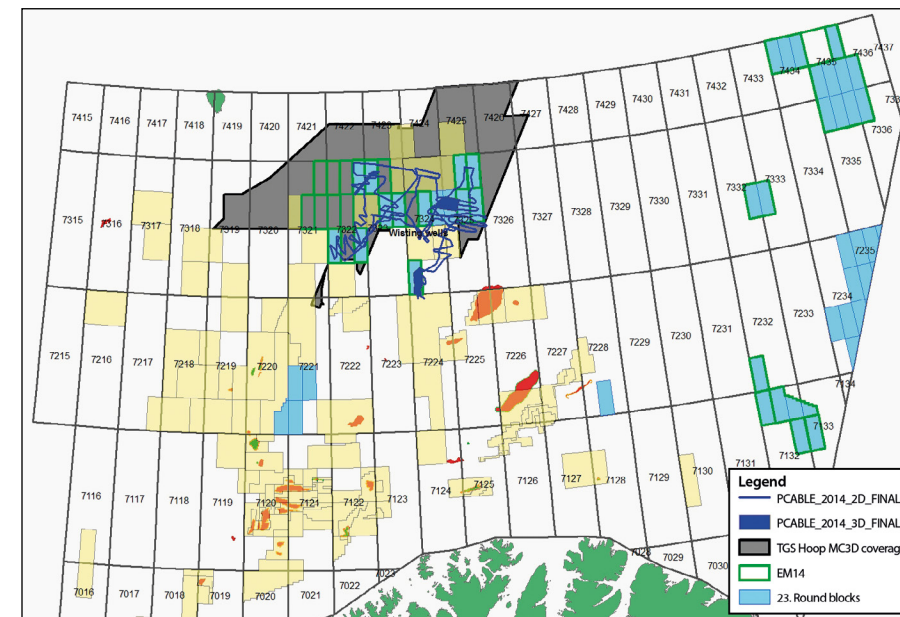 7415 7416 7417 7418 7419 7420 7421 7422 7423 7424 7425 7426 7427 7428 7429 7430 7431 7432 7433 7434 7435 7436 7437
7315 7316 7317 7318 7319 7320 7321 7322 7324 7325 7326 7327 7328 7329 7330 7331 7332 7333 7334 7335 7336
Wisting wells
7215 7210 7217 7218 7219 7220 7221 7222 7223 7224 7225 7226 7227 7228 7229 7230 7231 7232 7233 7234 7235
7116 7117 7118 7119 7120 7121 7122 7123 7124 7125 7126 7127 7128 7129 7130 7131 7132 7133 7134
7016 7017 7018 7019 7020 7021 7022 7023 7028 7029 7030
Legend
PCABLE_2014_2D_FINAL
PCABLE_2014_3D_FINAL
TGS Hoop MC3D coverag
EM14
23. Round blocks